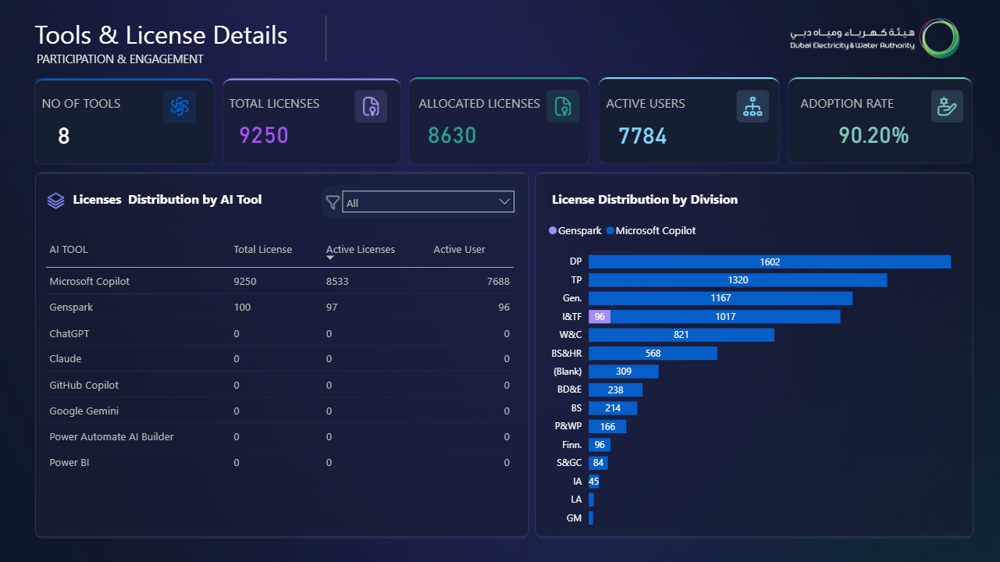 Tools & License Details
PARTICIPATION & ENGAGEMENT
هيئة كهرباء ومياه دبي
Dubai Electricity & Water Authority
NO OF TOOLS
8
TOTAL LICENSES
9250
ALLOCATED LICENSES
8630
ACTIVE USERS
7784
ADOPTION RATE
90.20%
Licenses Distribution by AI Tool
All
AI TOOL Total License Active Licenses Active User
Microsoft Copilot 9250 8533 7688
Genspark 100 97 96
ChatGPT 0 0 0
Claude 0 0 0
GitHub Copilot 0 0 0
Google Gemini 0 0 0
Power Automate AI Builder 0 0 0
Power BI 0 0 0
License Distribution by Division
Genspark Microsoft Copilot
DP 1602
TP 1320
Gen. 1167
I&TF 96 1017
W&C 821
BS&HR 568
(Blank) 309
BD&E 238
BS 214
P&WP 166
Finn. 96
S&GC 84
IA 45
LA
GM